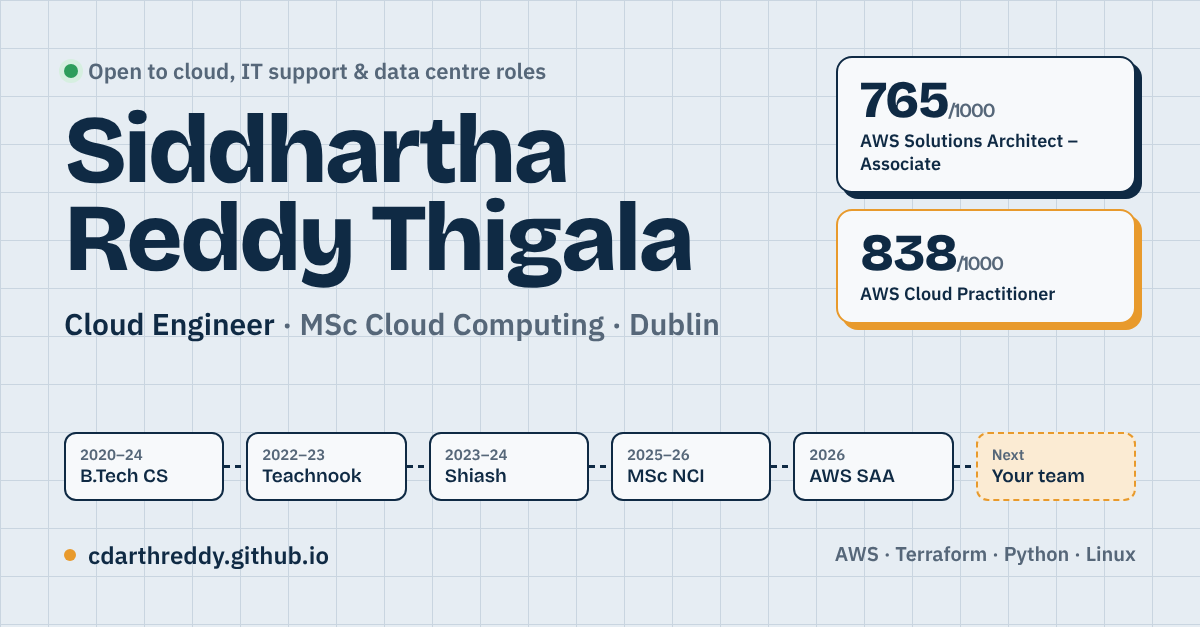 Open to cloud, IT support & data centre roles
Siddhartha
Reddy Thigala
Cloud Engineer · MSc Cloud Computing · Dublin
765/1000
AWS Solutions Architect –
Associate
838/1000
AWS Cloud Practitioner
2020–24
B.Tech CS
2022–23
Teachnook
2023–24
Shiash
2025–26
MSc NCI
2026
AWS SAA
Next
Your team
cdarthreddy.github.io
AWS · Terraform · Python · Linux